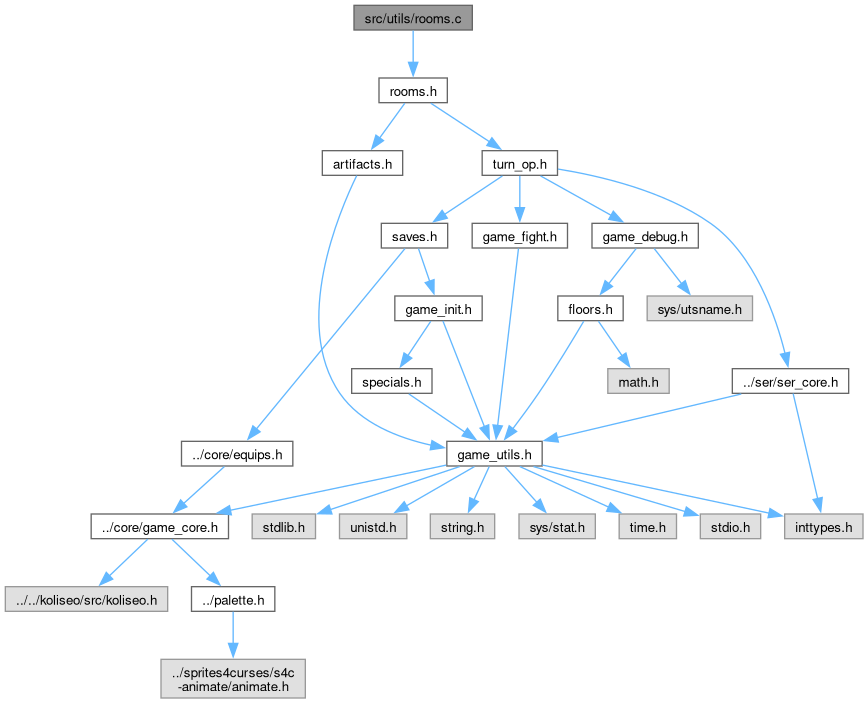 src/utils/rooms.c
rooms.h
artifacts.h
turn_op.h
saves.h
game_fight.h
game_debug.h
game_init.h
floors.h
sys/utsname.h
specials.h
math.h
../ser/ser_core.h
../core/equips.h
game_utils.h
../core/game_core.h
stdlib.h
unistd.h
string.h
sys/stat.h
time.h
stdio.h
inttypes.h
../../koliseo/src/koliseo.h
../palette.h
../sprites4curses/s4c
-animate/animate.h